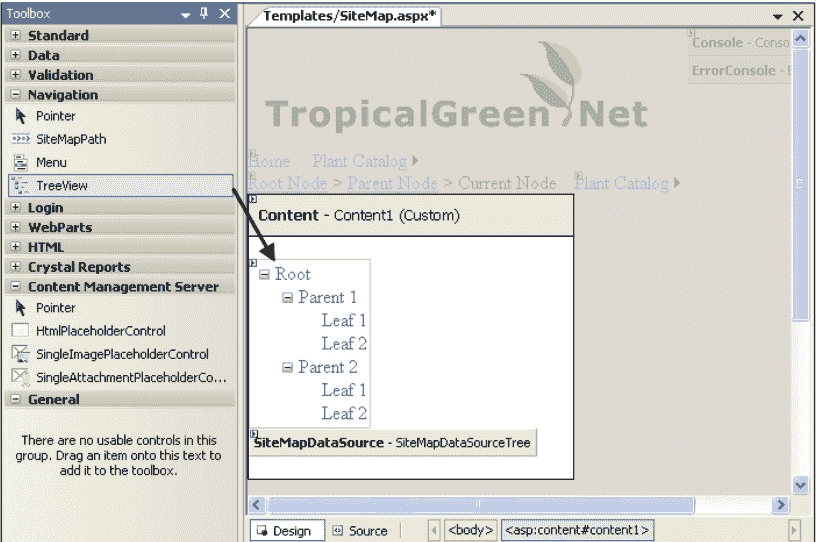 Toolbox
Standard
Data
Validation
Navigation
Pointer
SiteMapPath
Menu
TreeView
Login
WebParts
HTML
Crystal Reports
Content Management Server
Pointer
HtmlPlaceholderControl
SingleImagePlaceholderControl
SingleAttachmentPlaceholderCo...
General
There are no usable controls in this
group. Drag an item onto this text to
add it to the toolbox.
Templates/SiteMap.aspx*
Console - Conso
ErrorConsole -
TropicalGreen Net
Home Plant Catalog
Root Node > Parent Node > Current Node Plant Catalog
Content - Content1 (Custom)
Root
Parent 1
Leaf 1
Leaf 2
Parent 2
Leaf 1
Leaf 2
SiteMapDataSource - SiteMapDataSourceTree
Design Source <body> <asp:content#content1>